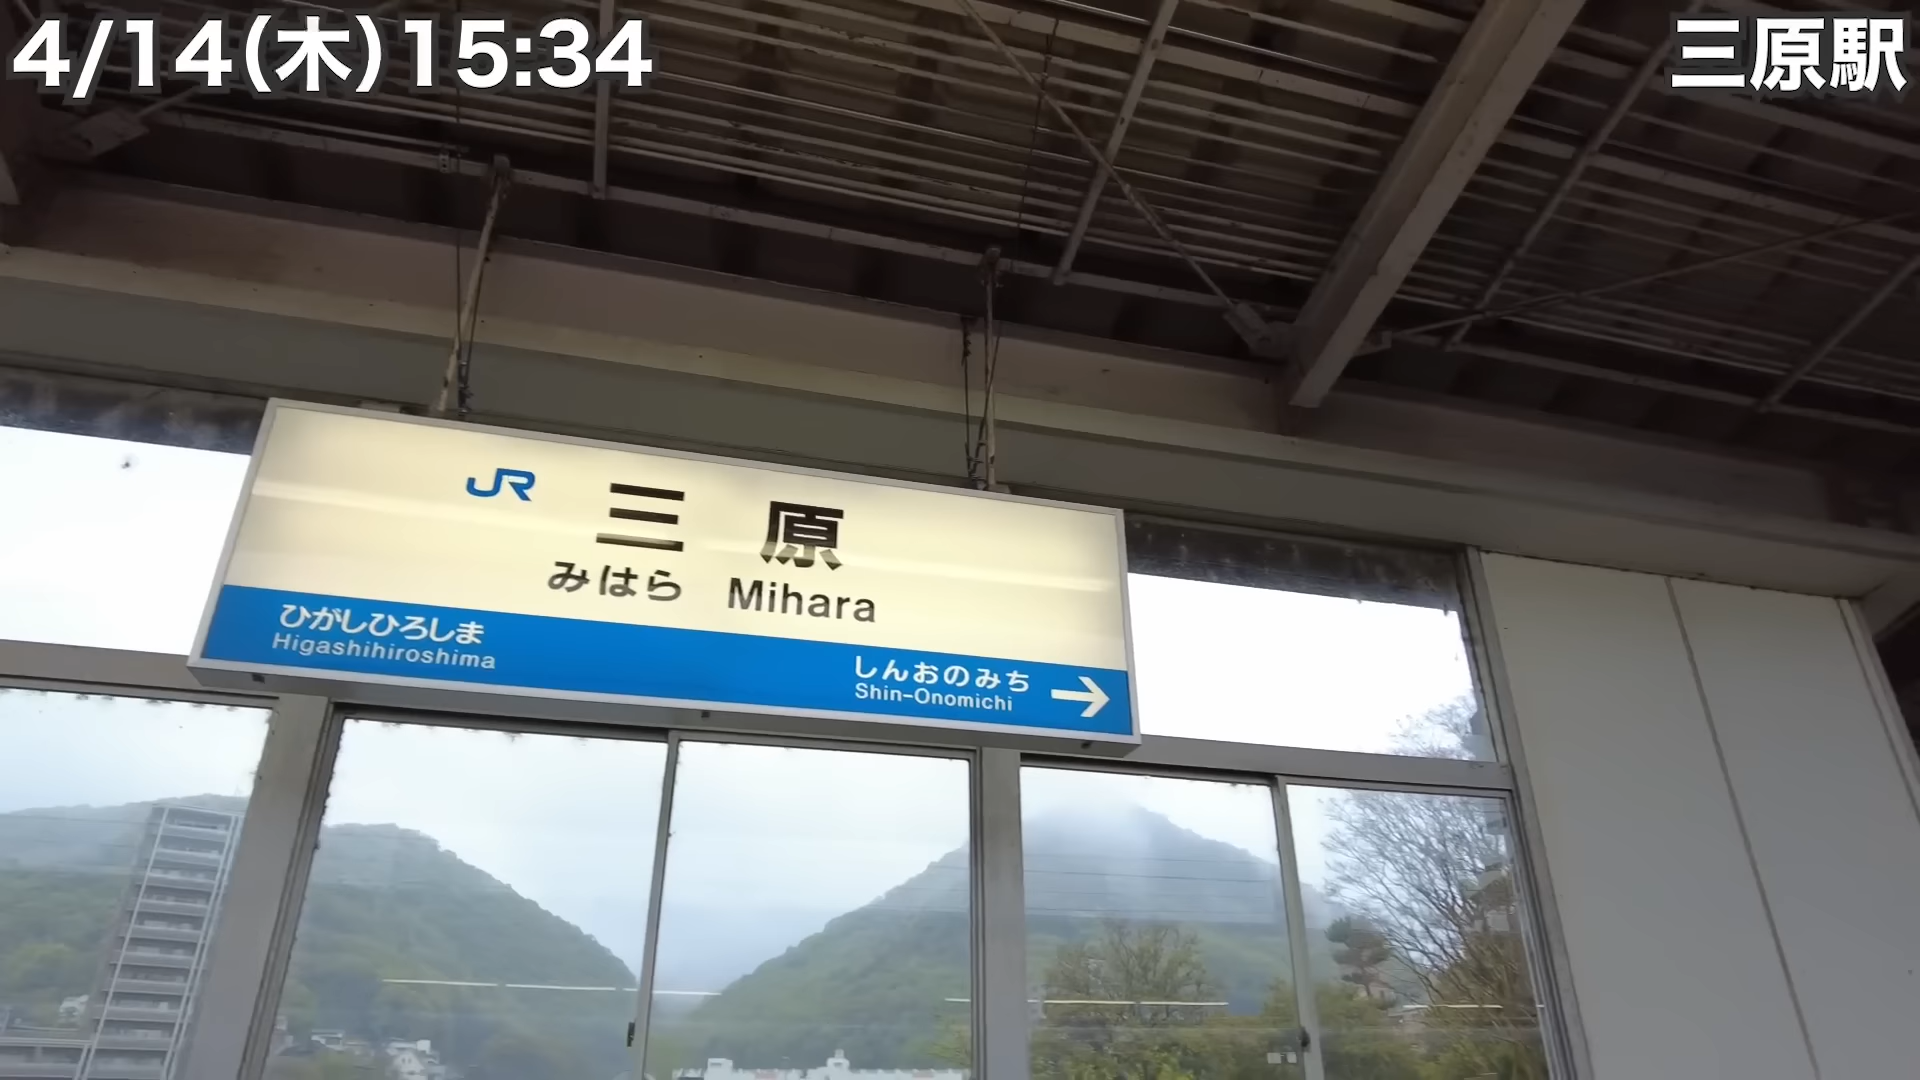 4/14(木)15:34
三原駅
JR 三原
みはら Mihara
ひがしひろしま
Higashihiroshima
しんおのみち
Shin-Onomichi →